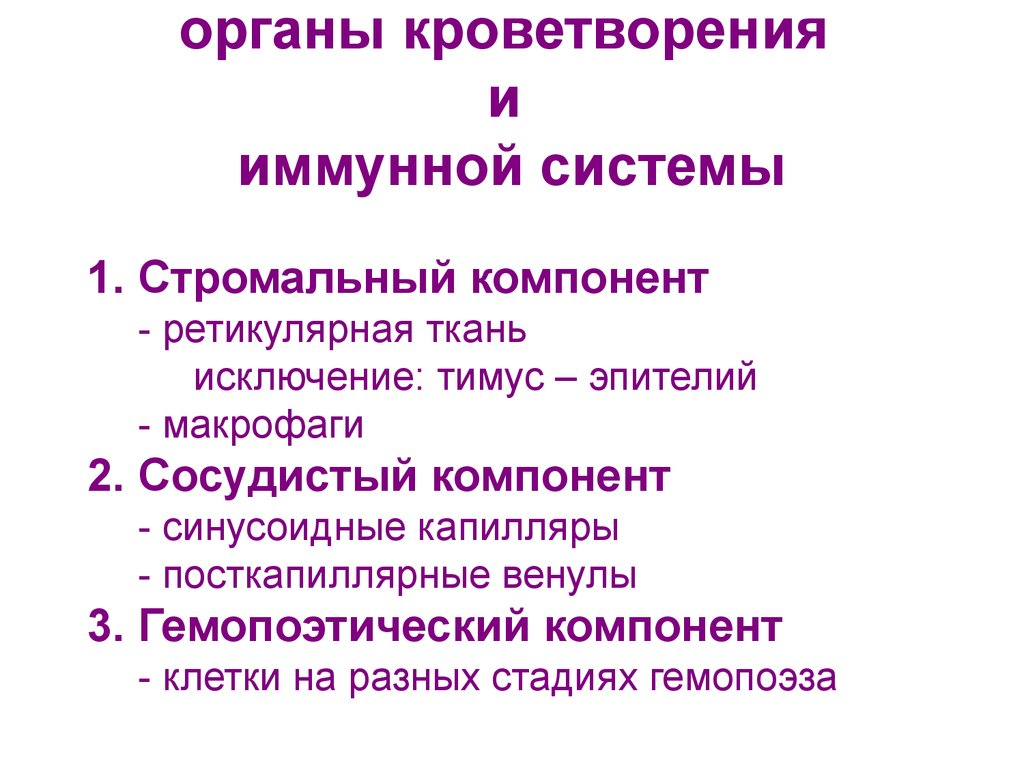 органы кроветворения
и
иммунной системы
1. Стромальный компонент
- ретикулярная ткань
исключение: тимус – эпителий
- макрофаги
2. Сосудистый компонент
- синусоидные капилляры
- посткапиллярные венулы
3. Гемопоэтический компонент
- клетки на разных стадиях гемопоэза